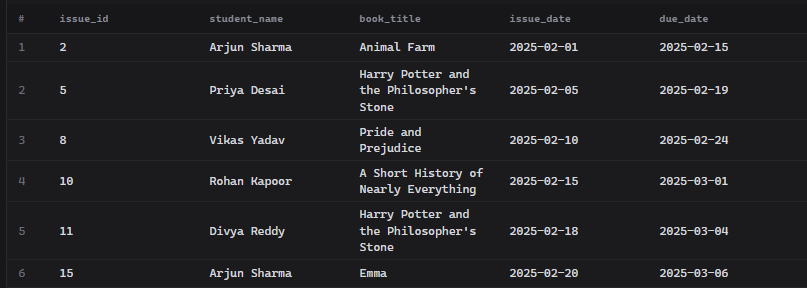 # issue_id student_name book_title issue_date due_date
1 2 Arjun Sharma Animal Farm 2025-02-01 2025-02-15
2 5 Priya Desai Harry Potter and the Philosopher's Stone 2025-02-05 2025-02-19
3 8 Vikas Yadav Pride and Prejudice 2025-02-10 2025-02-24
4 10 Rohan Kapoor A Short History of Nearly Everything 2025-02-15 2025-03-01
5 11 Divya Reddy Harry Potter and the Philosopher's Stone 2025-02-18 2025-03-04
6 15 Arjun Sharma Emma 2025-02-20 2025-03-06